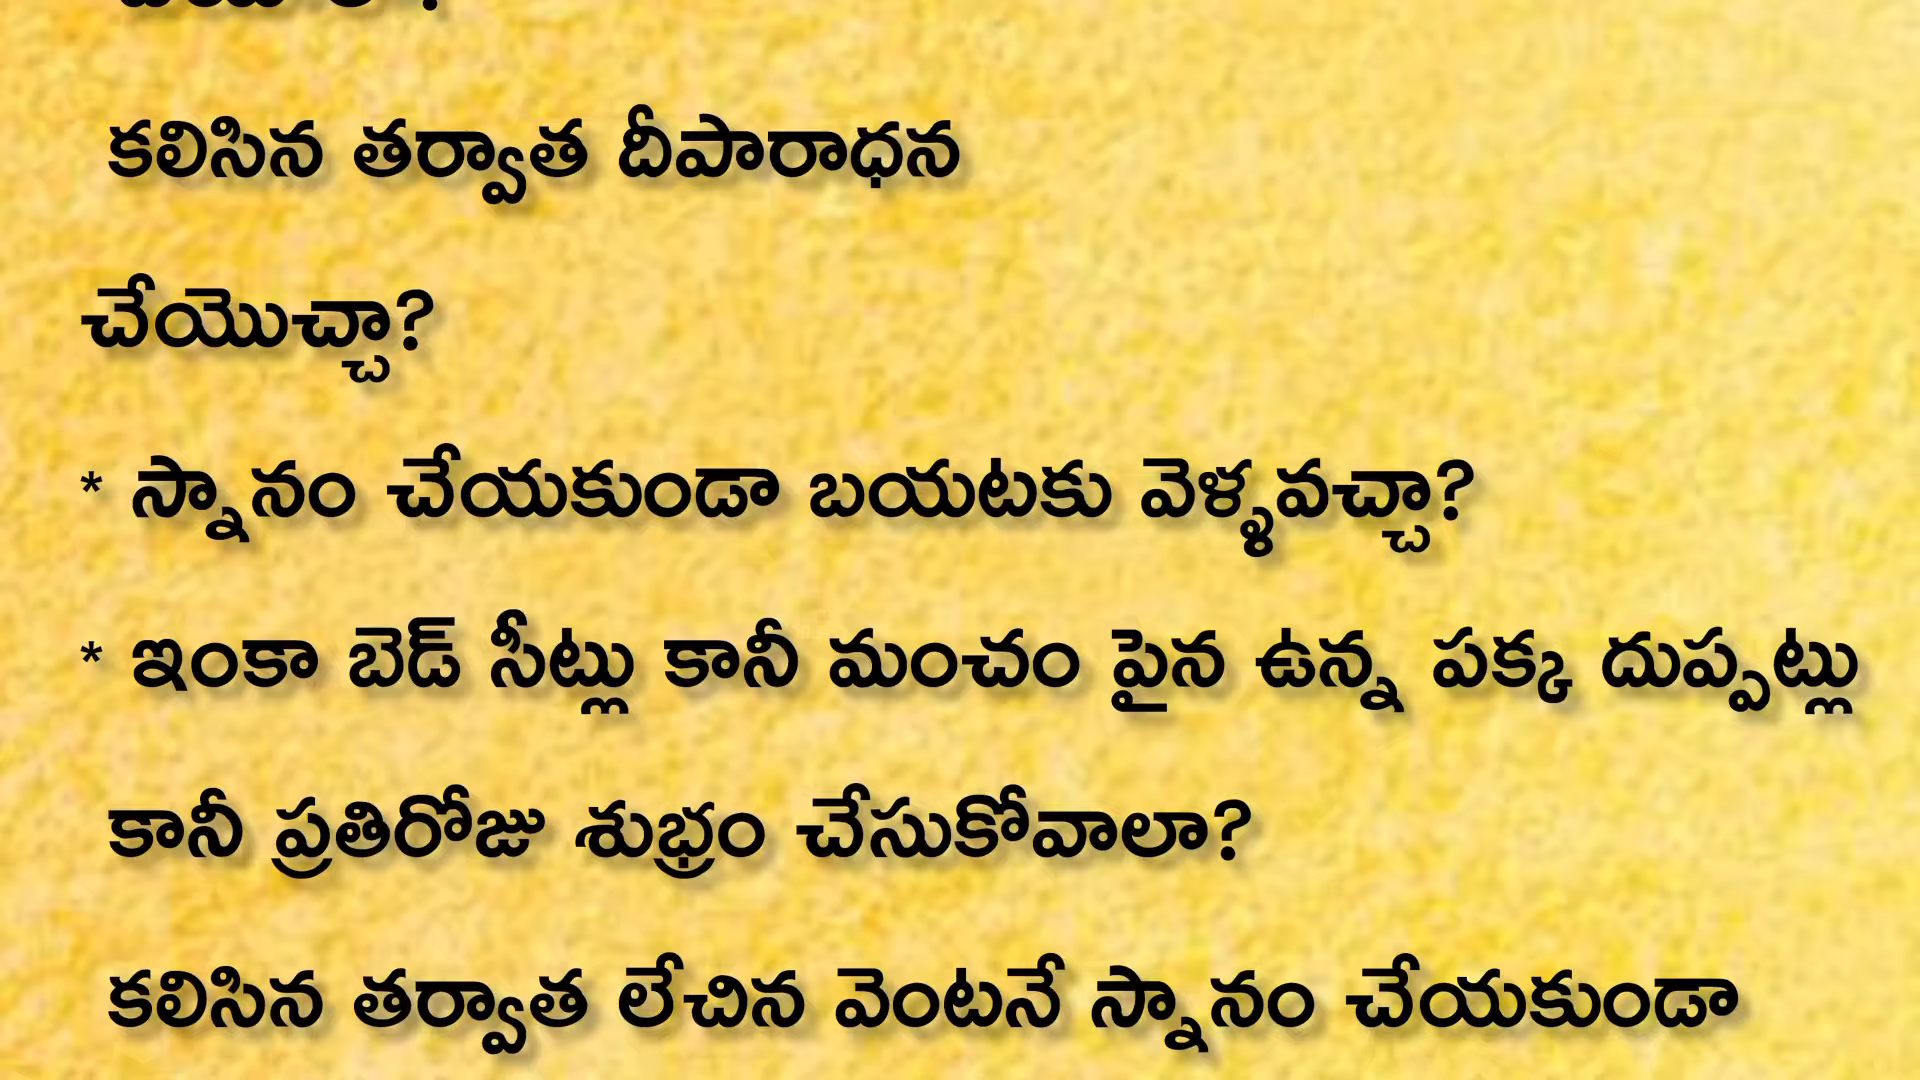 కలిసిన తర్వాత దీపారాధన
చేయొచ్చా?
* స్నానం చేయకుండా బయటకు వెళ్ళవచ్చా?
* ఇంకా బెడ్ సీట్లు కానీ మంచం పైన ఉన్న పక్క దుప్పట్లు
కానీ ప్రతిరోజు శుభ్రం చేసుకోవాలా?
కలిసిన తర్వాత లేచిన వెంటనే స్నానం చేయకుండా